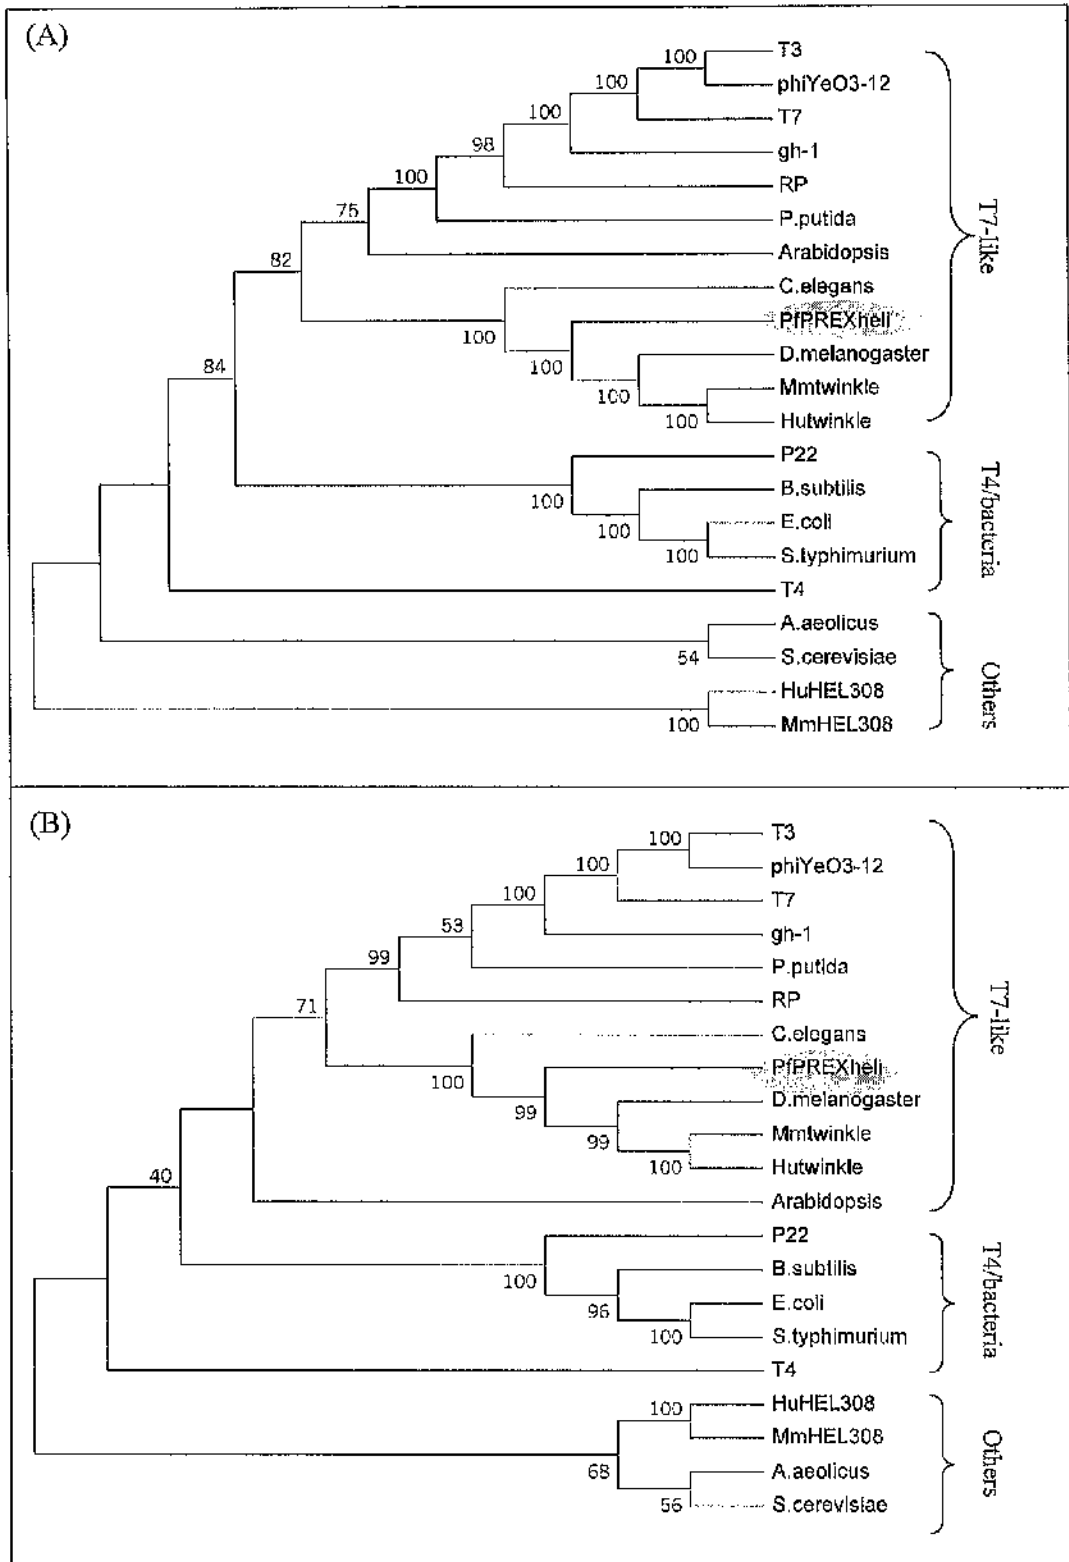 (A)
T3
100
phiYeO3-12
100
T7
100
gh-1
98
RP
100
P.putida
75
Arabidopsis
82
C.elegans
PfPREXheli
100
D.melanogaster
100
84
Mmtwinkle
100
Hutwinkle
100
T7-like
P22
B.subtilis
100
E.coli
100
S.typhimurium
100
T4
T4/bacteria
A.aeolicus
S.cerevisiae
54
HuHEL308
MmHEL308
100
Others
(B)
T3
100
phiYeO3-12
100
T7
100
gh-1
53
P.putida
99
RP
71
C.elegans
PfPREXheli
100
D.melanogaster
99
Mmtwinkle
99
Hutwinkle
100
Arabidopsis
40
T7-like
P22
B.subtilis
100
E.coli
96
S.typhimurium
100
T4
T4/bacteria
HuHEL308
100
MmHEL308
A.aeolicus
68
S.cerevisiae
56
Others